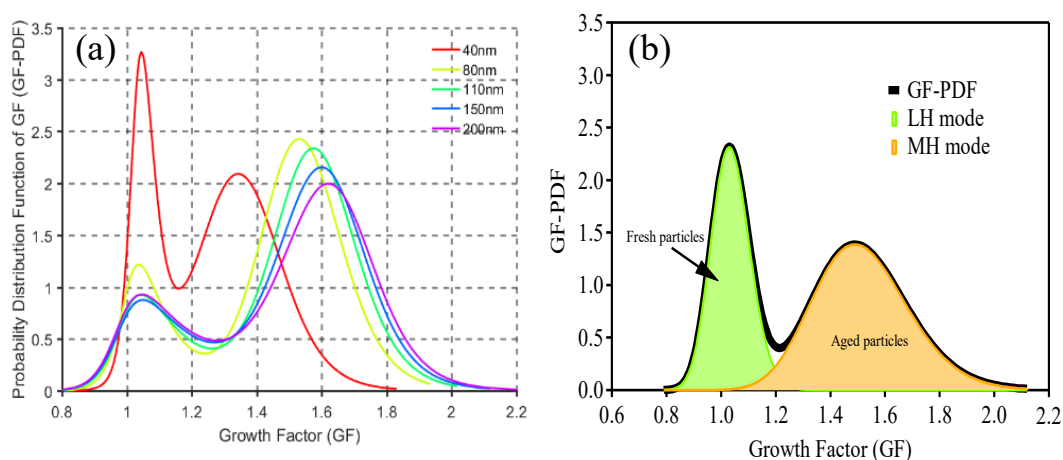 (a)
Probability Distribution Function of GF (GF-PDF)
3.5
3
2.5
2
1.5
1
0.5
0
40nm
80nm
110nm
150nm
200nm
0.8 1 1.2 1.4 1.6 1.8 2 2.2
Growth Factor (GF)
(b)
GF-PDF
3.5
3.0
2.5
2.0
1.5
1.0
0.5
0.0
GF-PDF
LH mode
MH mode
Fresh particles
Aged particles
0.6 0.8 1.0 1.2 1.4 1.6 1.8 2.0 2.2
Growth Factor (GF)